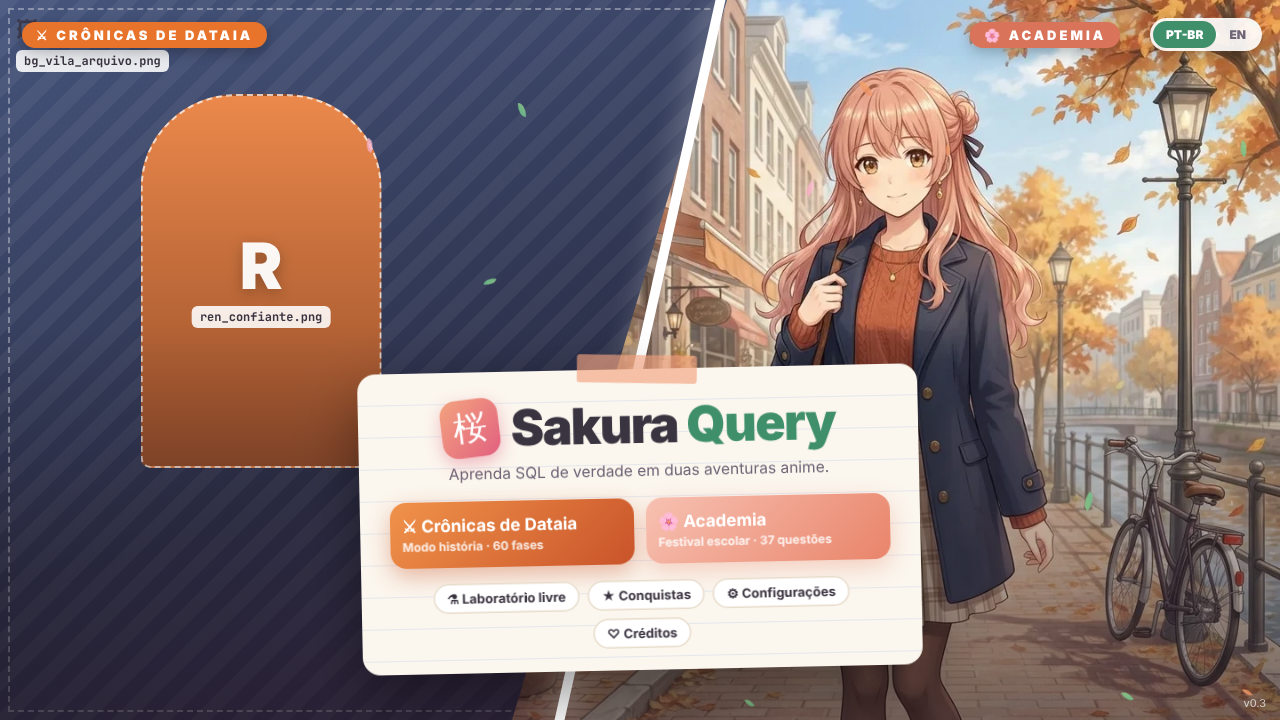 ⚔ CRÔNICAS DE DATAIA
bg_vila_arquivo.png
🌸 ACADEMIA
PT-BR EN
R
ren_confiante.png
桜 Sakura Query
Aprenda SQL de verdade em duas aventuras anime.
⚔ Crônicas de Dataia
Modo história · 60 fases
🌸 Academia
Festival escolar · 37 questões
⚗ Laboratório livre
★ Conquistas
⚙ Configurações
♡ Créditos
v0.3